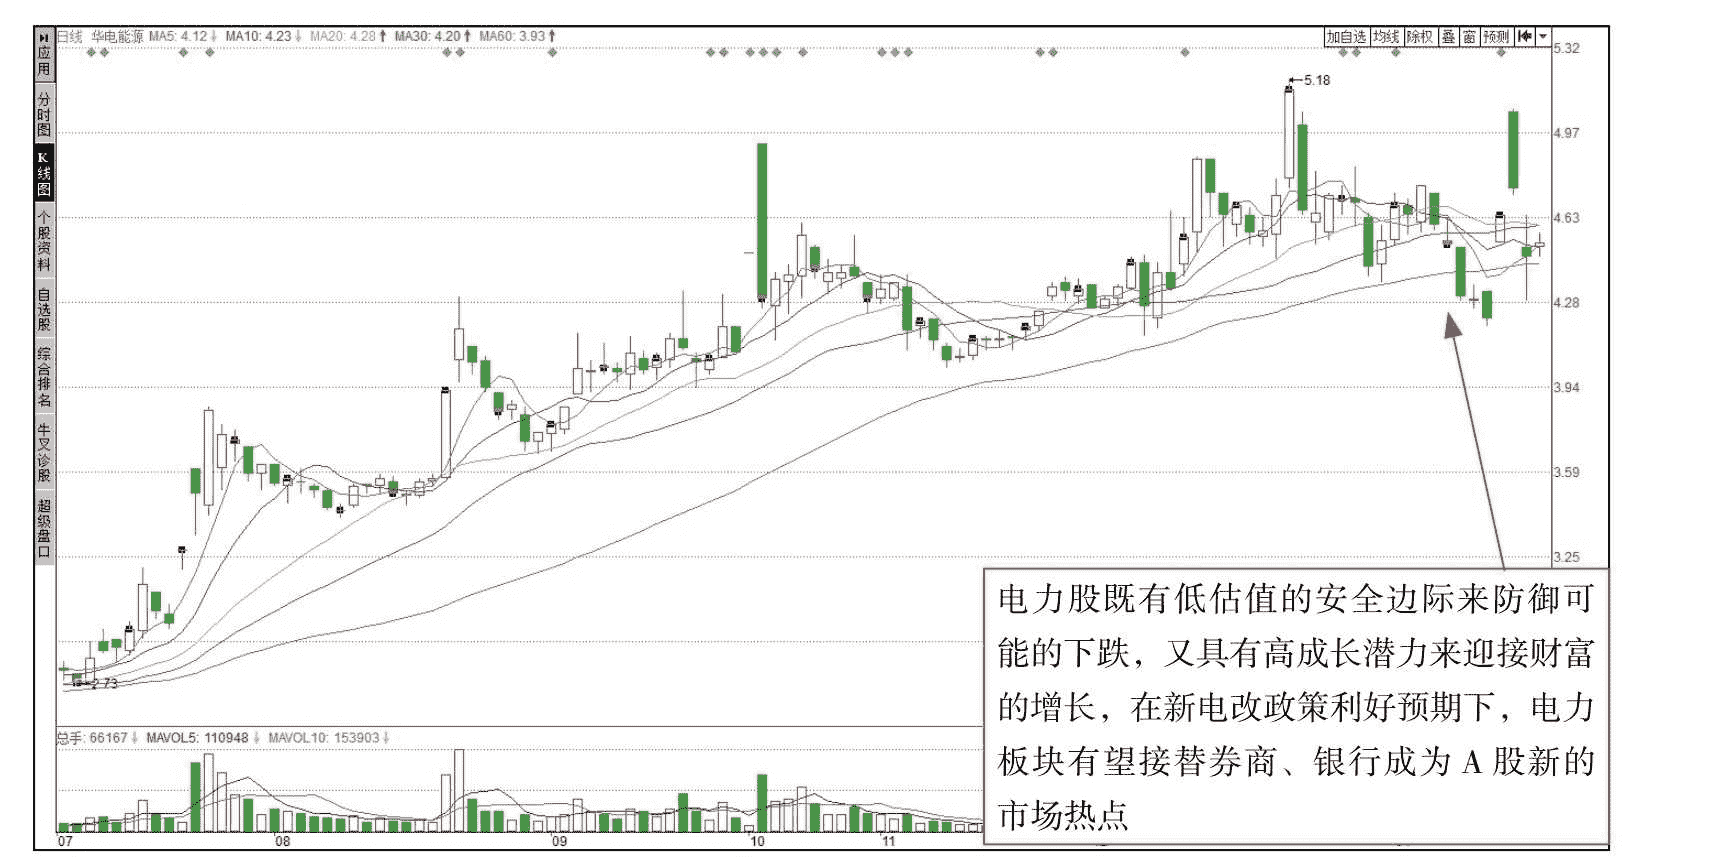 日线 华电能源 MA5: 4.12↓ MA10: 4.23↓ MA20: 4.28↑ MA30: 4.20↑ MA60: 3.93↑
加自选 均线 除权 叠 窗 预测
应用
分时图
K线图
个股资料
自选股
综合排名
牛叉诊股
超级盘口
5.32
5.18
4.97
4.63
4.28
3.94
3.59
3.25
2.73
电力股既有低估值的安全边际来防御可
能的下跌，又具有高成长潜力来迎接财富
的增长，在新电改政策利好预期下，电力
板块有望接替券商、银行成为 A 股新的
市场热点
总手: 66167↓ MAVOL5: 110948↓ MAVOL10: 153903↓
07 08 09 10 11